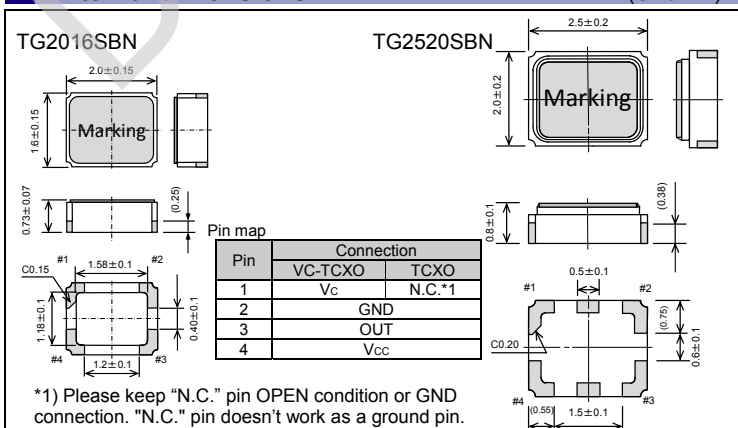 TG2016SBN
2.0±0.15
1.6±0.15
Marking
0.73±0.07
(0.25)
#1
1.58±0.1
#2
C0.15
1.18±0.1
0.40±0.1
#4
1.2±0.1
#3
Pin map
Pin Connection
VC-TCXO TCXO
1 Vc N.C.*1
2 GND
3 OUT
4 Vcc
*1) Please keep “N.C.” pin OPEN condition or GND
connection. "N.C." pin doesn’t work as a ground pin.
TG2520SBN
2.5±0.2
2.0±0.2
Marking
0.8±0.1
(0.38)
0.5±0.1
#1
#2
(0.75)
0.6±0.1
C0.20
#4
#3
(0.55)
1.5±0.1